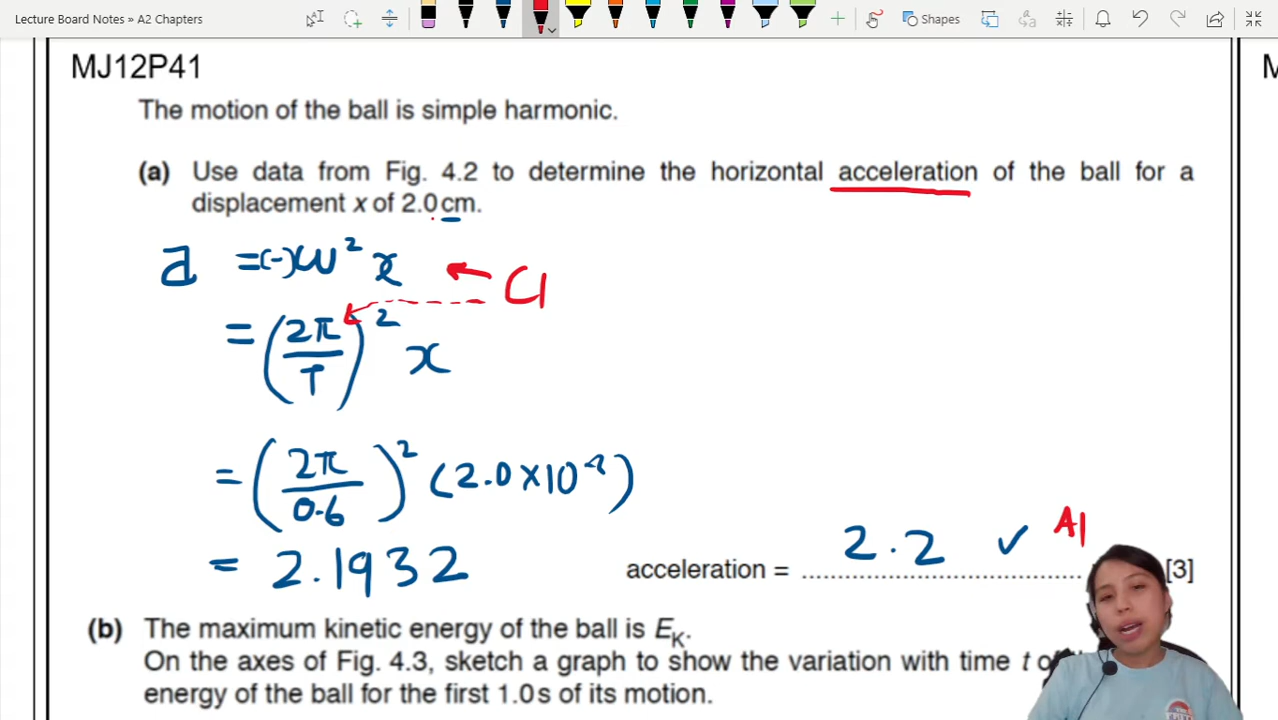 Lecture Board Notes » A2 Chapters
Shapes
MJ12P41
M
The motion of the ball is simple harmonic.
(a) Use data from Fig. 4.2 to determine the horizontal acceleration of the ball for a
displacement x of 2.0 cm.
a = (-)ω² x
C1
= (2π/T)² x
= (2π/0.6)² (2.0×10⁻²)
= 2.1932
2.2 ✓ A1
acceleration = ........................................ [3]
(b) The maximum kinetic energy of the ball is E_K.
On the axes of Fig. 4.3, sketch a graph to show the variation with time t of
energy of the ball for the first 1.0 s of its motion.